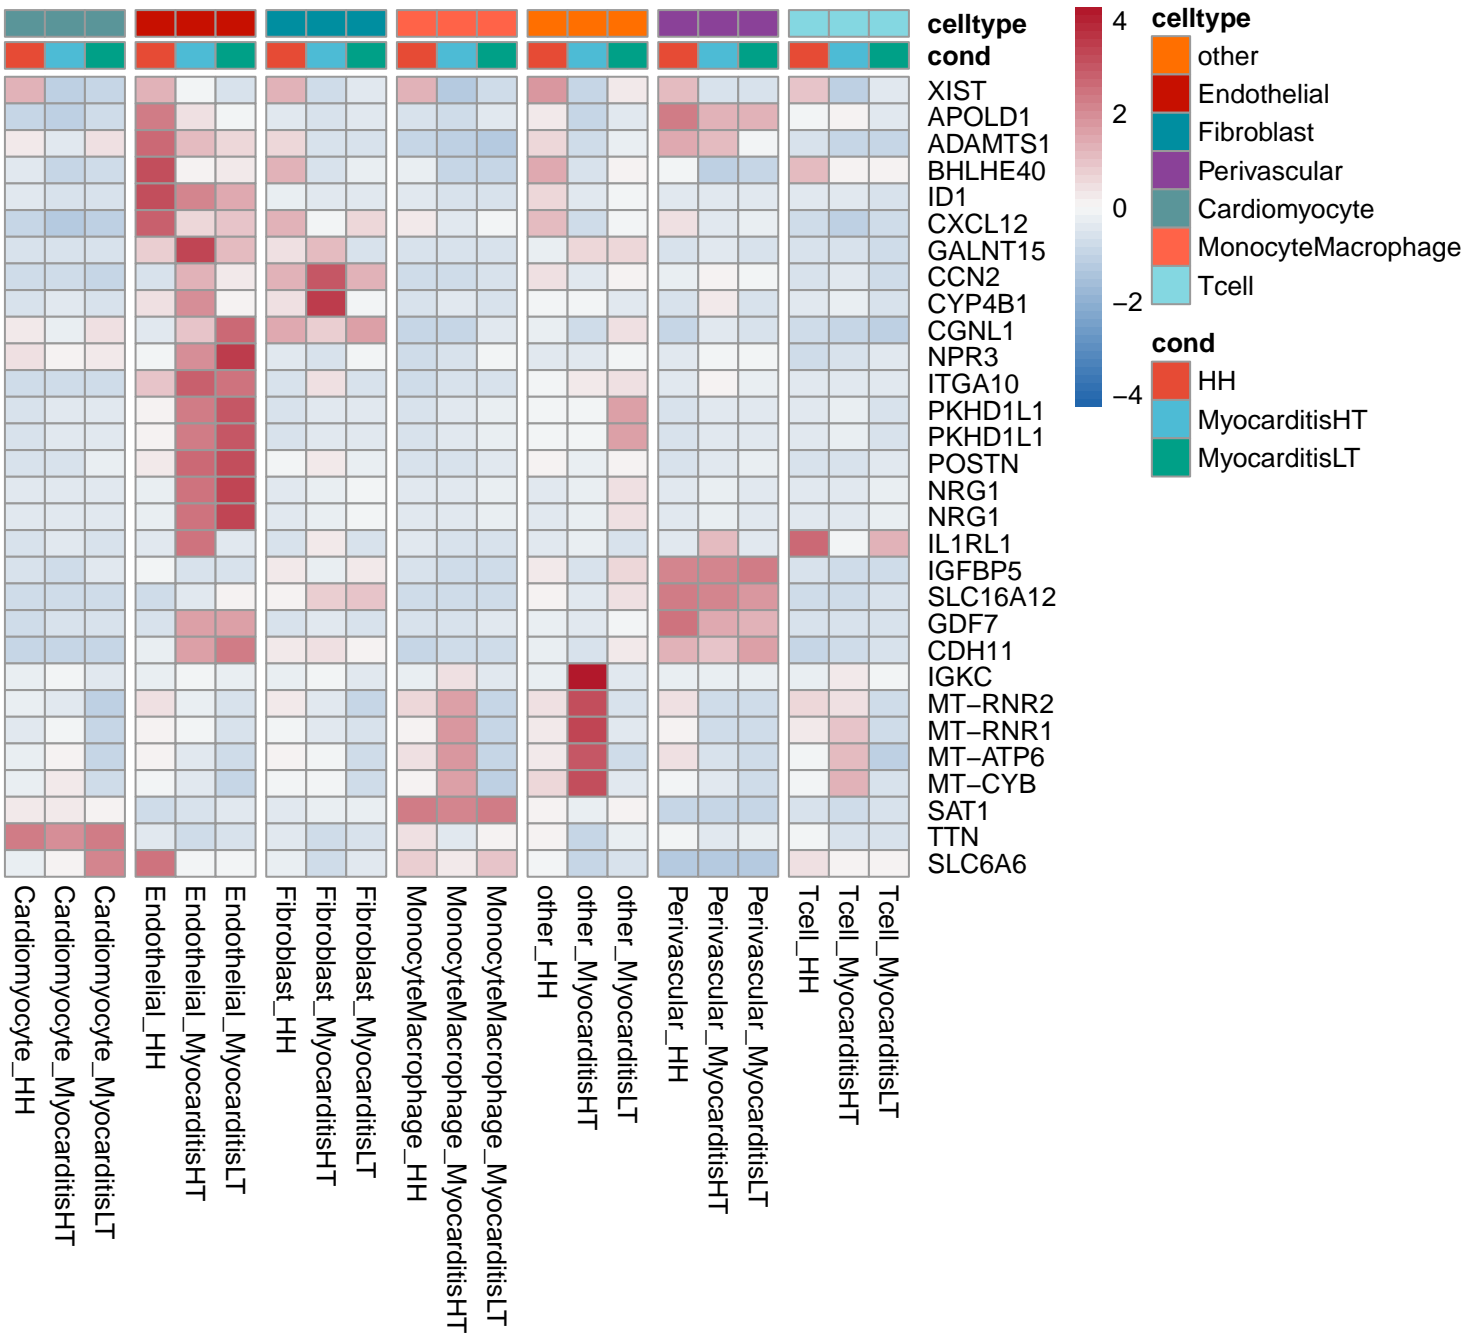 celltype
cond
XIST
APOLD1
ADAMTS1
BHLHE40
ID1
CXCL12
GALNT15
CCN2
CYP4B1
CGNL1
NPR3
ITGA10
PKHD1L1
PKHD1L1
POSTN
NRG1
NRG1
IL1RL1
IGFBP5
SLC16A12
GDF7
CDH11
IGKC
MT−RNR2
MT−RNR1
MT−ATP6
MT−CYB
SAT1
TTN
SLC6A6
Cardiomyocyte_HH
Cardiomyocyte_MyocarditisHT
Cardiomyocyte_MyocarditisLT
Endothelial_HH
Endothelial_MyocarditisHT
Endothelial_MyocarditisLT
Fibroblast_HH
Fibroblast_MyocarditisHT
Fibroblast_MyocarditisLT
MonocyteMacrophage_HH
MonocyteMacrophage_MyocarditisHT
MonocyteMacrophage_MyocarditisLT
other_HH
other_MyocarditisHT
other_MyocarditisLT
Perivascular_HH
Perivascular_MyocarditisHT
Perivascular_MyocarditisLT
Tcell_HH
Tcell_MyocarditisHT
Tcell_MyocarditisLT
4
2
0
−2
−4
celltype
other
Endothelial
Fibroblast
Perivascular
Cardiomyocyte
MonocyteMacrophage
Tcell
cond
HH
MyocarditisHT
MyocarditisLT